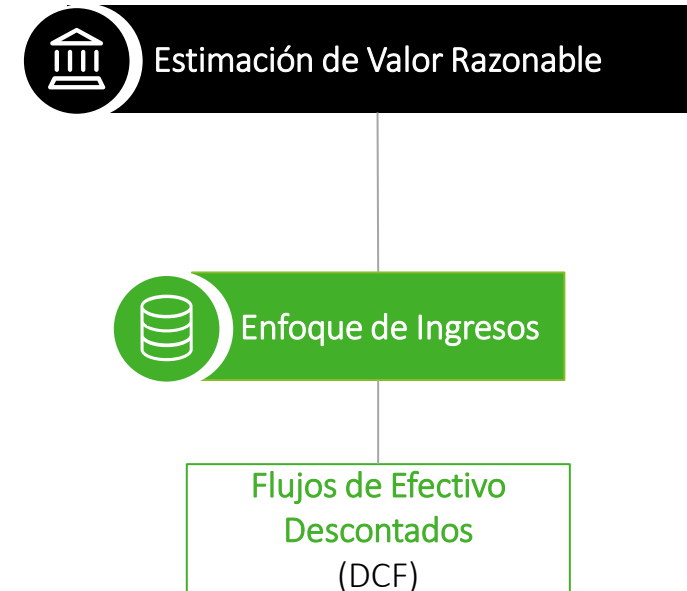 Estimación de Valor Razonable
Enfoque de Ingresos
Flujos de Efectivo
Descontados
(DCF)